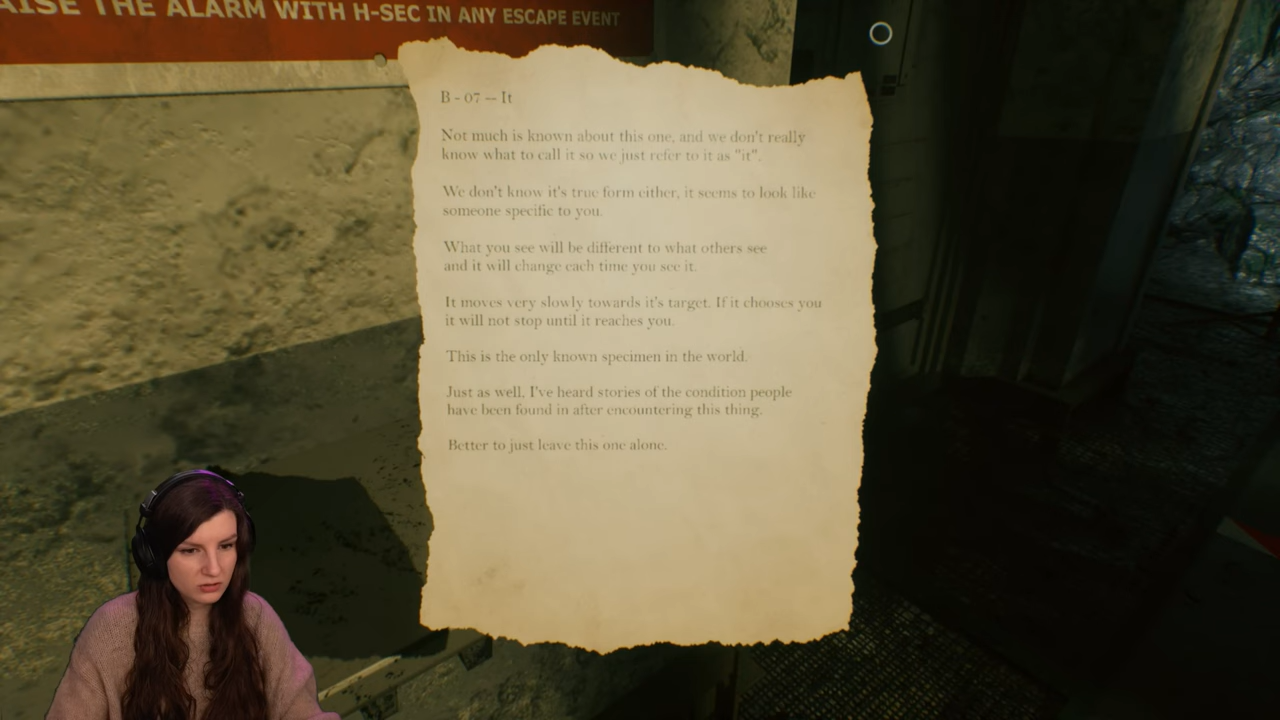 AISE THE ALARM WITH H-SEC IN ANY ESCAPE EVENT
B - 07 – It
Not much is known about this one, and we don't really
know what to call it so we just refer to it as "it".
We don't know it's true form either, it seems to look like
someone specific to you.
What you see will be different to what others see
and it will change each time you see it.
It moves very slowly towards it's target. If it chooses you
it will not stop until it reaches you.
This is the only known specimen in the world.
Just as well, I've heard stories of the condition people
have been found in after encountering this thing.
Better to just leave this one alone.